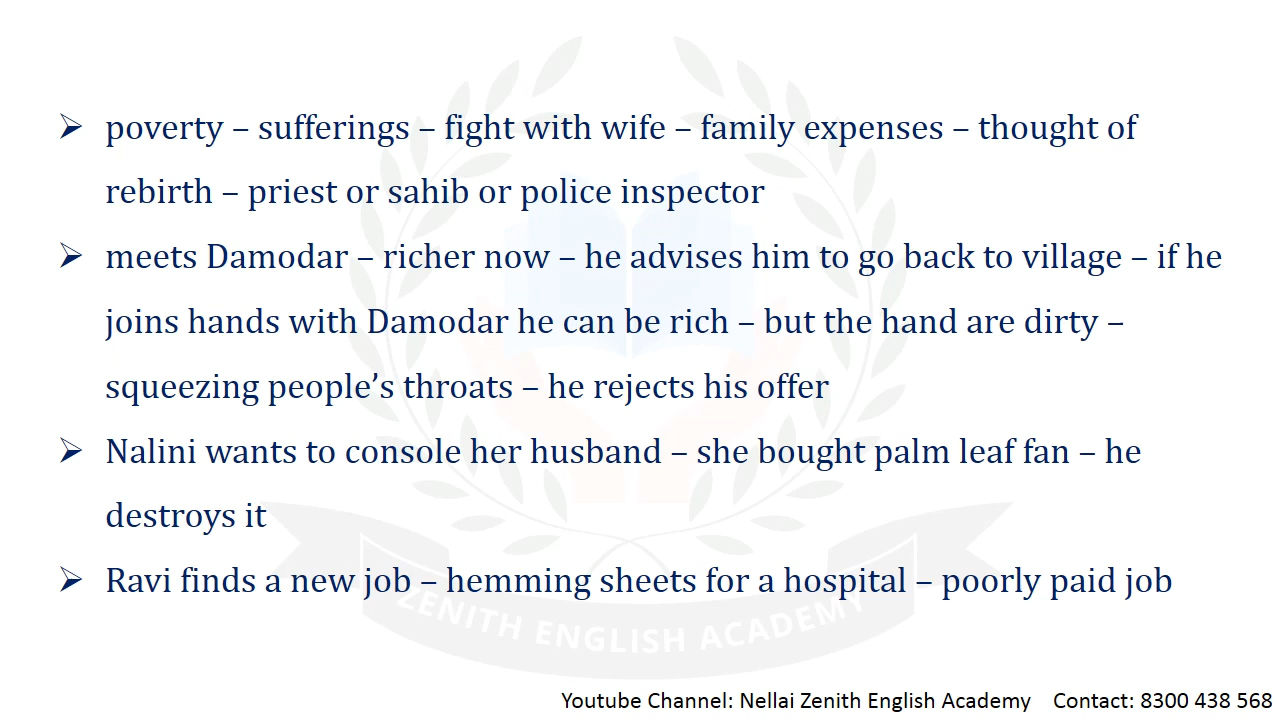 ➢ poverty – sufferings – fight with wife – family expenses – thought of
rebirth – priest or sahib or police inspector
➢ meets Damodar – richer now – he advises him to go back to village – if he
joins hands with Damodar he can be rich – but the hand are dirty –
squeezing people’s throats – he rejects his offer
➢ Nalini wants to console her husband – she bought palm leaf fan – he
destroys it
➢ Ravi finds a new job – hemming sheets for a hospital – poorly paid job
ZENITH ENGLISH ACADEMY
Youtube Channel: Nellai Zenith English Academy Contact: 8300 438 568